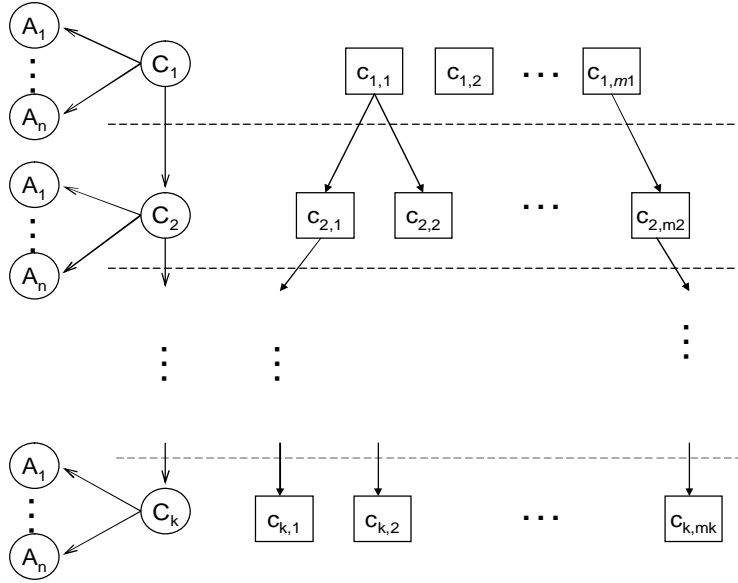 A1
C1
c1,1 c1,2 ... c1,m1
An
A1
C2
c2,1 c2,2 ... c2,m2
An
A1
Ck
ck,1 ck,2 ... ck,mk
An